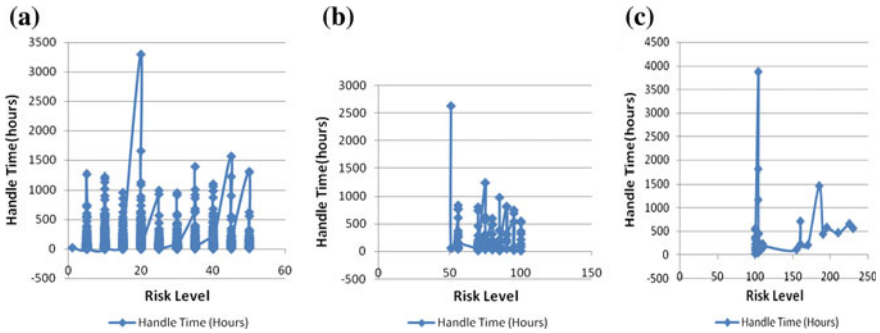 (a)
3500
3000
2500
2000
1500
1000
500
0
-500
0 20 40 60
Handle Time(hours)
Risk Level
Handle Time (Hours)
(b)
3000
2500
2000
1500
1000
500
0
-500
0 50 100 150
Handle Time(hours)
Risk Level
Handle Time (Hours)
(c)
4500
4000
3500
3000
2500
2000
1500
1000
500
0
-500
0 50 100 150 200 250
Handle Time(hours)
Risk Level
Handle Time (Hours)